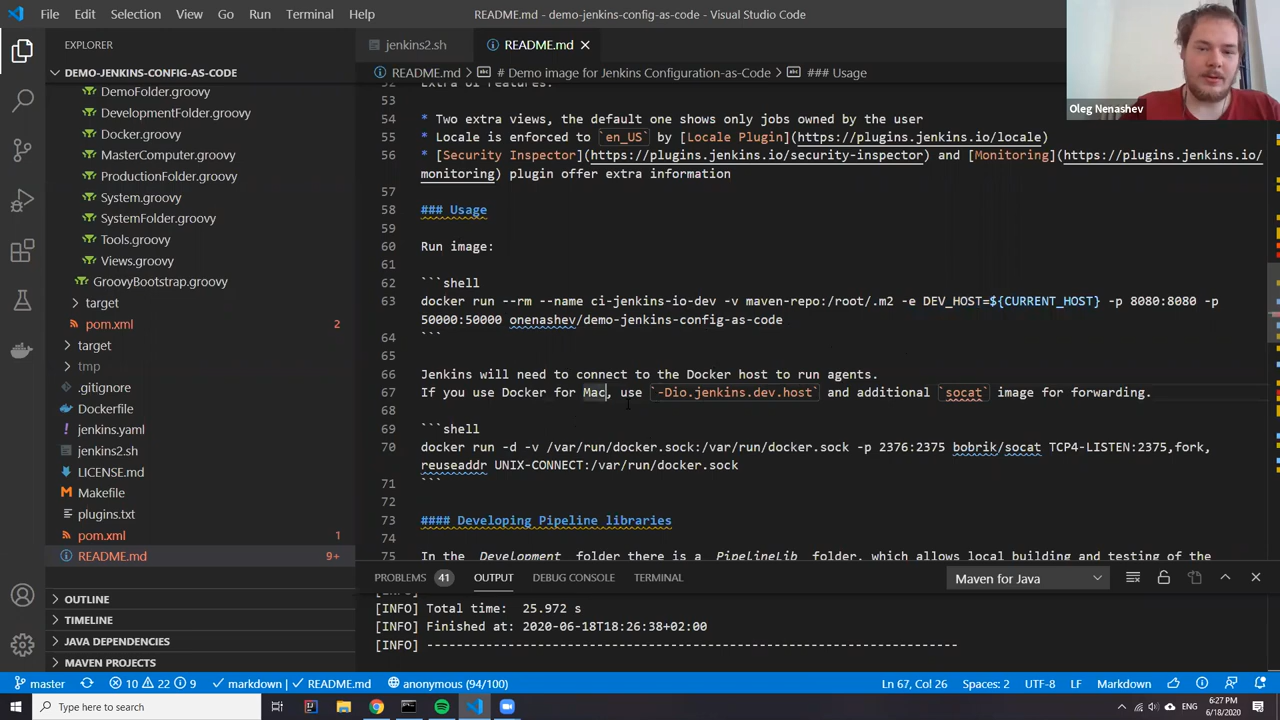 File Edit Selection View Go Run Terminal Help
README.md - demo-jenkins-config-as-code - Visual Studio Code
EXPLORER
jenkins2.sh
README.md
DEMO-JENKINS-CONFIG-AS-CODE
README.md > # Demo image for Jenkins Configuration-as-Code > ### Usage
Oleg Nenashev
DemoFolder.groovy
DevelopmentFolder.groovy
Docker.groovy
MasterComputer.groovy
ProductionFolder.groovy
System.groovy
SystemFolder.groovy
Tools.groovy
Views.groovy
GroovyBootstrap.groovy
target
pom.xml 2
target
tmp
.gitignore
Dockerfile
jenkins.yaml
jenkins2.sh
LICENSE.md
Makefile
plugins.txt
pom.xml 1
README.md 9+
OUTLINE
TIMELINE
JAVA DEPENDENCIES
MAVEN PROJECTS
53
54 * Two extra views, the default one shows only jobs owned by the user
55 * Locale is enforced to `en_US` by [Locale Plugin](https://plugins.jenkins.io/locale)
56 * [Security Inspector](https://plugins.jenkins.io/security-inspector) and [Monitoring](https://plugins.jenkins.io/
monitoring) plugin offer extra information
57
58 ### Usage
59
60 Run image:
61
62 ```shell
63 docker run --rm --name ci-jenkins-io-dev -v maven-repo:/root/.m2 -e DEV_HOST=${CURRENT_HOST} -p 8080:8080 -p
50000:50000 onenashev/demo-jenkins-config-as-code
64 ```
65
66 Jenkins will need to connect to the Docker host to run agents.
67 If you use Docker for Mac, use `-Dio.jenkins.dev.host` and additional `socat` image for forwarding.
68
69 ```shell
70 docker run -d -v /var/run/docker.sock:/var/run/docker.sock -p 2376:2375 bobrik/socat TCP4-LISTEN:2375,fork,
reuseaddr UNIX-CONNECT:/var/run/docker.sock
71 ```
72
73 #### Developing Pipeline libraries
74
75 In the _Development_ folder there is a _PipelineLib_ folder, which allows local building and testing of the
PROBLEMS 41 OUTPUT DEBUG CONSOLE TERMINAL
Maven for Java
[INFO] Total time: 25.972 s
[INFO] Finished at: 2020-06-18T18:26:38+02:00
[INFO] ------------------------------------------------------------------------
master 10 22 9 markdown | README.md anonymous (94/100)
Ln 67, Col 26 Spaces: 2 UTF-8 LF Markdown
Type here to search
ENG 6:27 PM
6/18/2020